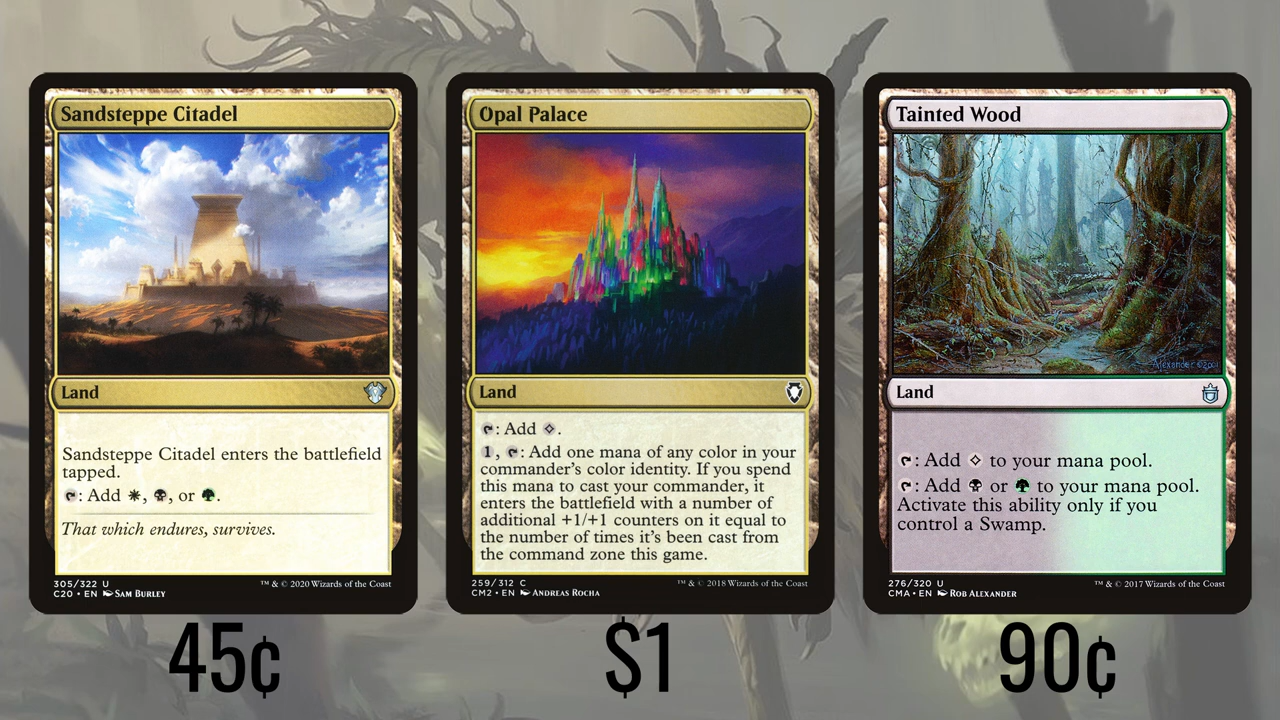 Sandsteppe Citadel
Land
Sandsteppe Citadel enters the battlefield
tapped.
: Add , , or .
That which endures, survives.
305/322 U
C20 • EN Sam Burley
™ & © 2020 Wizards of the Coast
45¢
Opal Palace
Land
: Add .
1, : Add one mana of any color in your
commander's color identity. If you spend
this mana to cast your commander, it
enters the battlefield with a number of
additional +1/+1 counters on it equal to
the number of times it's been cast from
the command zone this game.
259/312 C
CM2 • EN Andreas Rocha
™ & © 2018 Wizards of the Coast
$1
Tainted Wood
Land
: Add to your mana pool.
: Add or to your mana pool.
Activate this ability only if you
control a Swamp.
276/320 U
CMA • EN Rob Alexander
™ & © 2017 Wizards of the Coast
90¢